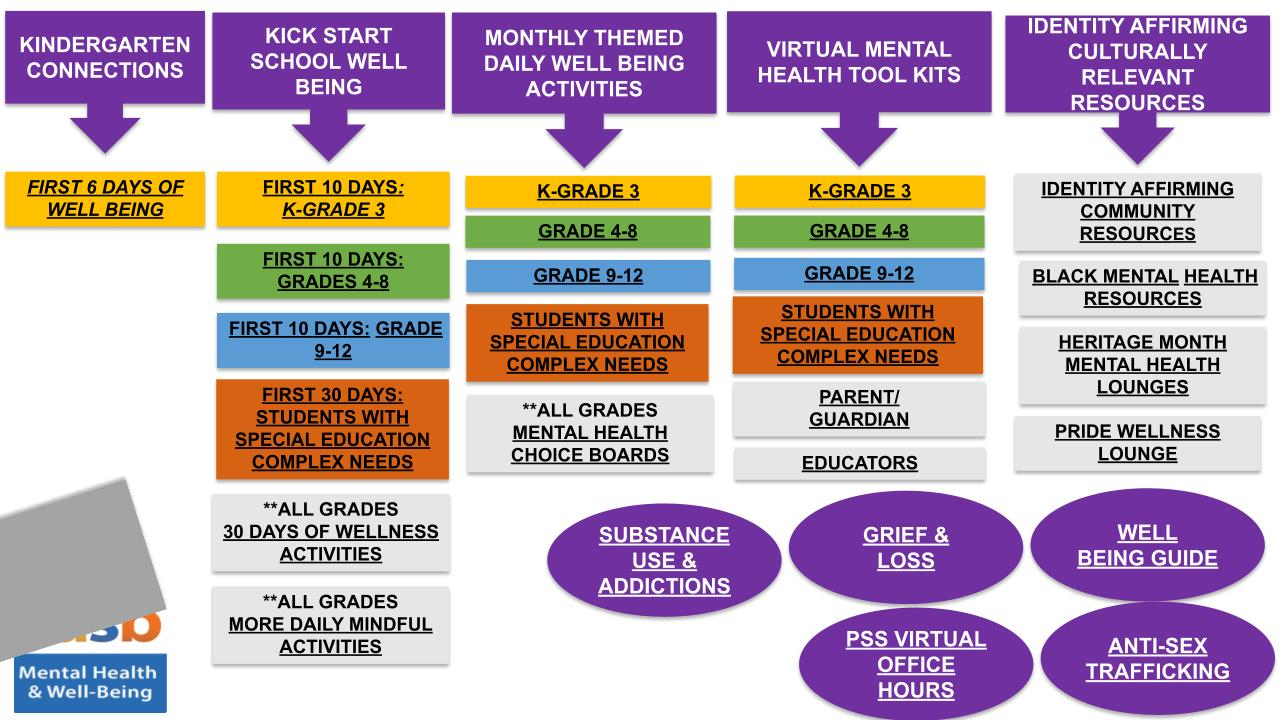 KINDERGARTEN
CONNECTIONS
FIRST 6 DAYS OF
WELL BEING
KICK START
SCHOOL WELL
BEING
FIRST 10 DAYS:
K-GRADE 3
FIRST 10 DAYS:
GRADES 4-8
FIRST 10 DAYS: GRADE
9-12
FIRST 30 DAYS:
STUDENTS WITH
SPECIAL EDUCATION
COMPLEX NEEDS
**ALL GRADES
30 DAYS OF WELLNESS
ACTIVITIES
**ALL GRADES
MORE DAILY MINDFUL
ACTIVITIES
MONTHLY THEMED
DAILY WELL BEING
ACTIVITIES
K-GRADE 3
GRADE 4-8
GRADE 9-12
STUDENTS WITH
SPECIAL EDUCATION
COMPLEX NEEDS
**ALL GRADES
MENTAL HEALTH
CHOICE BOARDS
VIRTUAL MENTAL
HEALTH TOOL KITS
K-GRADE 3
GRADE 4-8
GRADE 9-12
STUDENTS WITH
SPECIAL EDUCATION
COMPLEX NEEDS
PARENT/
GUARDIAN
EDUCATORS
IDENTITY AFFIRMING
CULTURALLY
RELEVANT
RESOURCES
IDENTITY AFFIRMING
COMMUNITY
RESOURCES
BLACK MENTAL HEALTH
RESOURCES
HERITAGE MONTH
MENTAL HEALTH
LOUNGES
PRIDE WELLNESS
LOUNGE
SUBSTANCE
USE &
ADDICTIONS
GRIEF &
LOSS
WELL
BEING GUIDE
PSS VIRTUAL
OFFICE
HOURS
ANTI-SEX
TRAFFICKING
Mental Health
& Well-Being